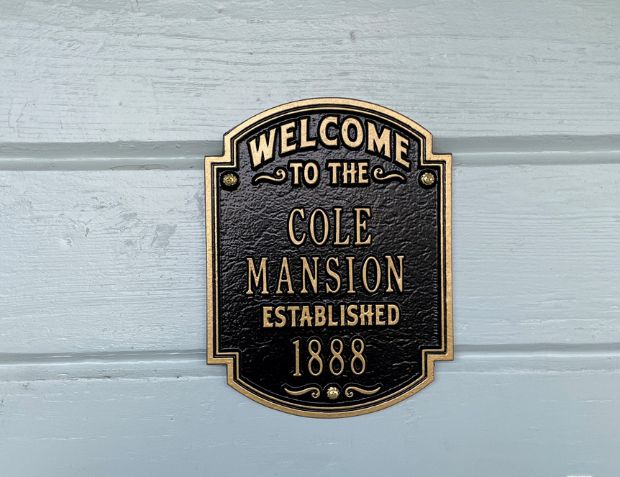 WELCOME
TO THE
COLE
MANSION
ESTABLISHED
1888